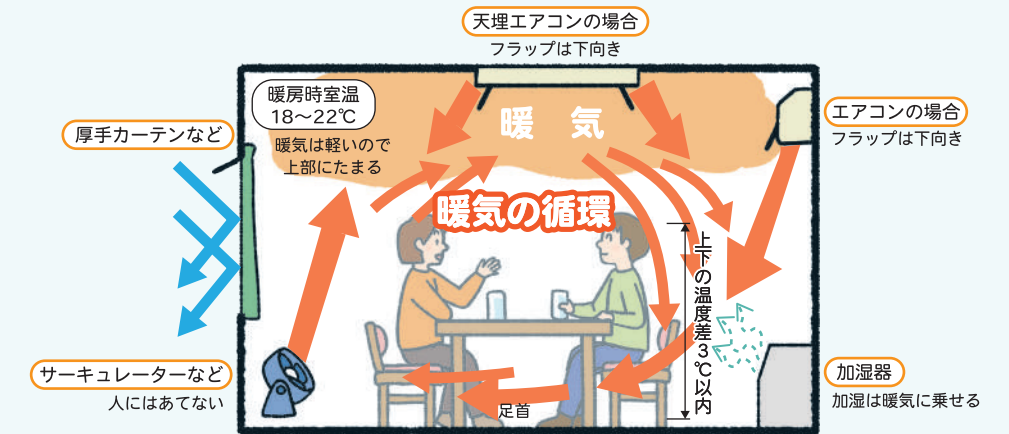 天埋エアコンの場合
フラップは下向き
暖房時室温
18〜22℃
暖気は軽いので
上部にたまる
暖 気
エアコンの場合
フラップは下向き
厚手カーテンなど
暖気の循環
上下の温度差3℃以内
サーキュレーターなど
人にはあてない
足首
加湿器
加湿は暖気に乗せる